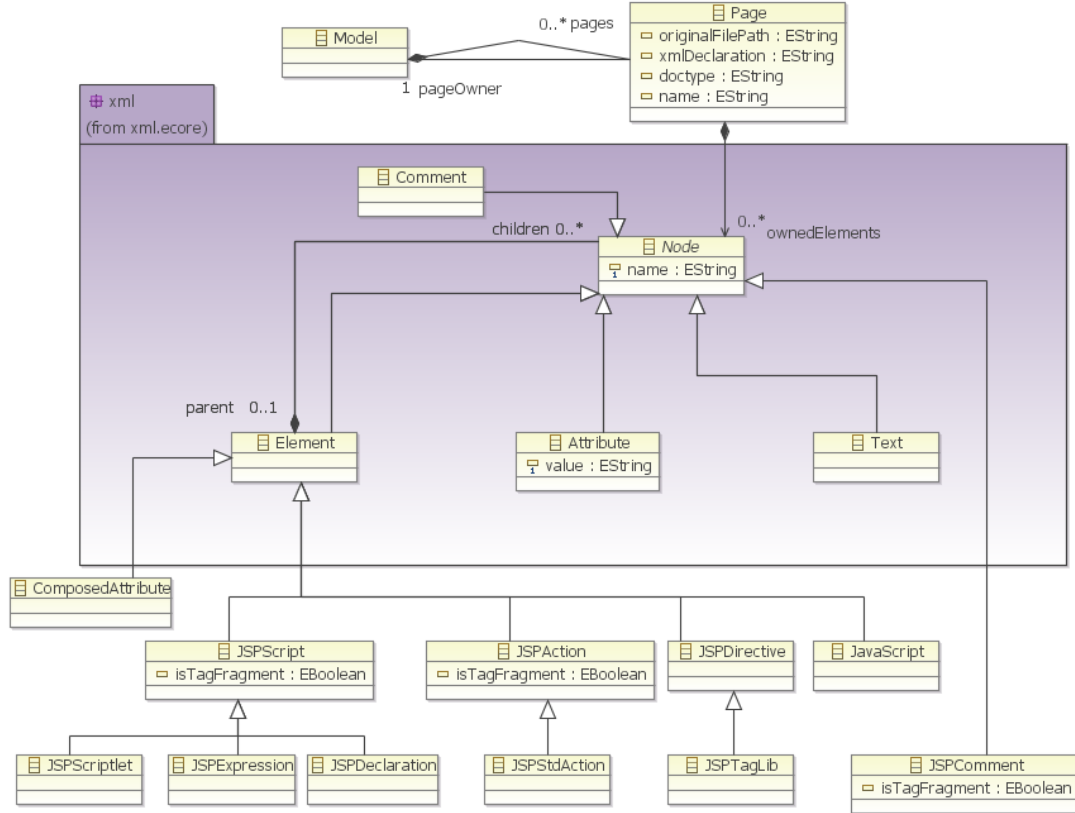 Page
0..* pages
originalFilePath : EString
Model
xmlDeclaration : EString
doctype : EString
1 pageOwner
name : EString
xml
(from xml.ecore)
Comment
children 0..*
0..*
ownedElements
Node
name : EString
parent 0..1
Element
Attribute
Text
value : EString
ComposedAttribute
JSPScript
JSPAction
JSPDirective
JavaScript
isTagFragment : EBoolean
isTagFragment : EBoolean
JSPScriptlet
JSPExpression
JSPDeclaration
JSPStdAction
JSPTagLib
JSPComment
isTagFragment : EBoolean